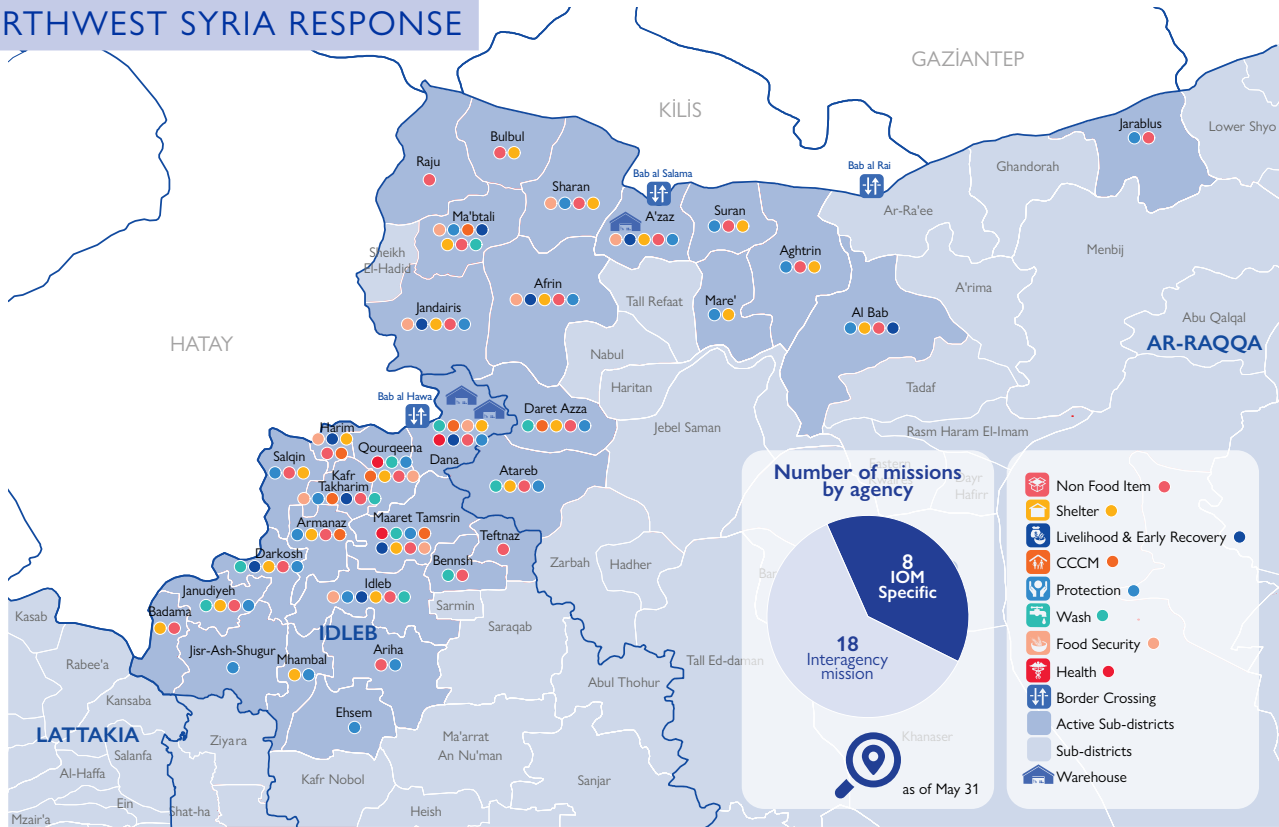 RTHWEST SYRIA RESPONSE
GAZİANTEP
KİLİS
HATAY
Jarablus
Lower Shyo
Bulbul
Raju
Bab al Salama
Bab al Rai
Ghandorah
Sharan
Ma'btali
A'zaz
Suran
Ar-Ra'ee
Sheikh
El-Hadid
Aghtrin
Menbij
Afrin
Tall Refaat
Mare'
A'rima
Jandairis
Al Bab
Abu Qalqal
AR-RAQQA
Nabul
Haritan
Tadaf
Bab al Hawa
Daret Azza
Jebel Saman
Rasm Haram El-Imam
Harim
Qourqeena
Dana
Salqin
Kafr
Takharim
Atareb
Armanaz
Maaret Tamsrin
Teftnaz
Darkosh
Bennsh
Zarbah
Hadher
Janudiyeh
Idleb
Sarmin
Badama
IDLEB
Saraqab
Kasab
Jisr-Ash-Shugur
Mhambal
Ariha
Tall Ed-daman
Rabee'a
Abul Thohur
Kansaba
Ehsem
LATTAKIA
Ziyara
Ma'arrat
An Nu'man
Salanfa
Al-Haffa
Kafr Nobol
Sanjar
Ein
Shat-ha
Heish
Mzair'a
Number of missions
by agency
Eastern
Dayr
Hafirr
8
IOM
Specific
18
Interagency
mission
Khanaser
as of May 31
Non Food Item
Shelter
Livelihood & Early Recovery
CCCM
Protection
Wash
Food Security
Health
Border Crossing
Active Sub-districts
Sub-districts
Warehouse